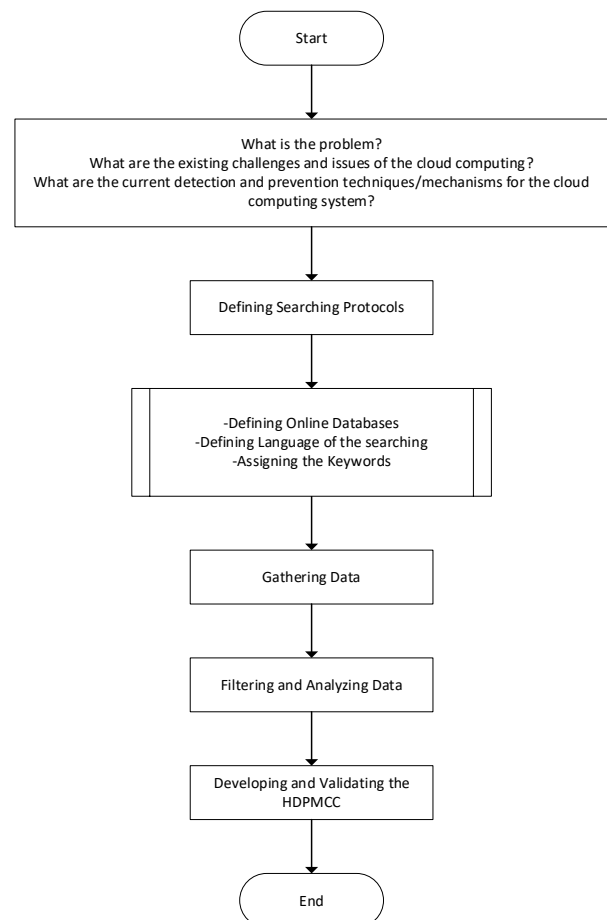 Start
What is the problem?
What are the existing challenges and issues of the cloud computing?
What are the current detection and prevention techniques/mechanisms for the cloud
computing system?
Defining Searching Protocols
-Defining Online Databases
-Defining Language of the searching
-Assigning the Keywords
Gathering Data
Filtering and Analyzing Data
Developing and Validating the
HDPMCC
End